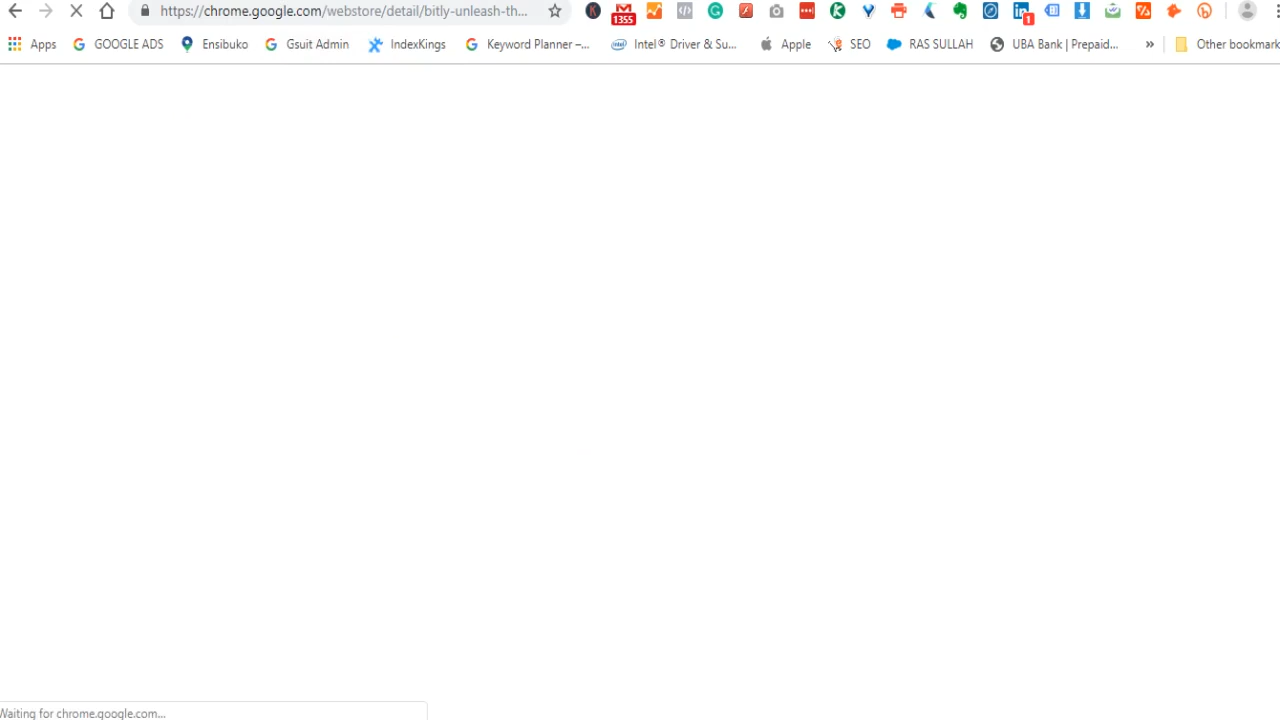 https://chrome.google.com/webstore/detail/bitly-unleash-th...
1355
1
Apps GOOGLE ADS Ensibuko Gsuit Admin IndexKings Keyword Planner –... Intel® Driver & Su... Apple SEO RAS SULLAH UBA Bank | Prepaid... » Other bookmark
Waiting for chrome.google.com...